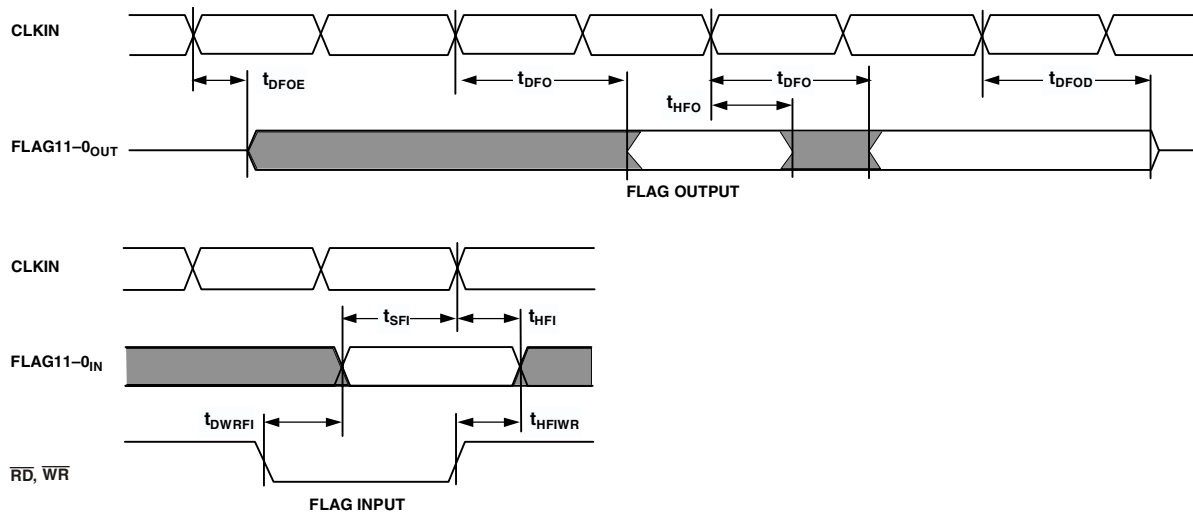 CLKIN
tDFOE
tDFO
tDFO
tDFOD
tHFO
FLAG11–0OUT
FLAG OUTPUT
CLKIN
tSFI
tHFI
FLAG11–0IN
tDWRFI
tHFIWR
RD, WR
FLAG INPUT